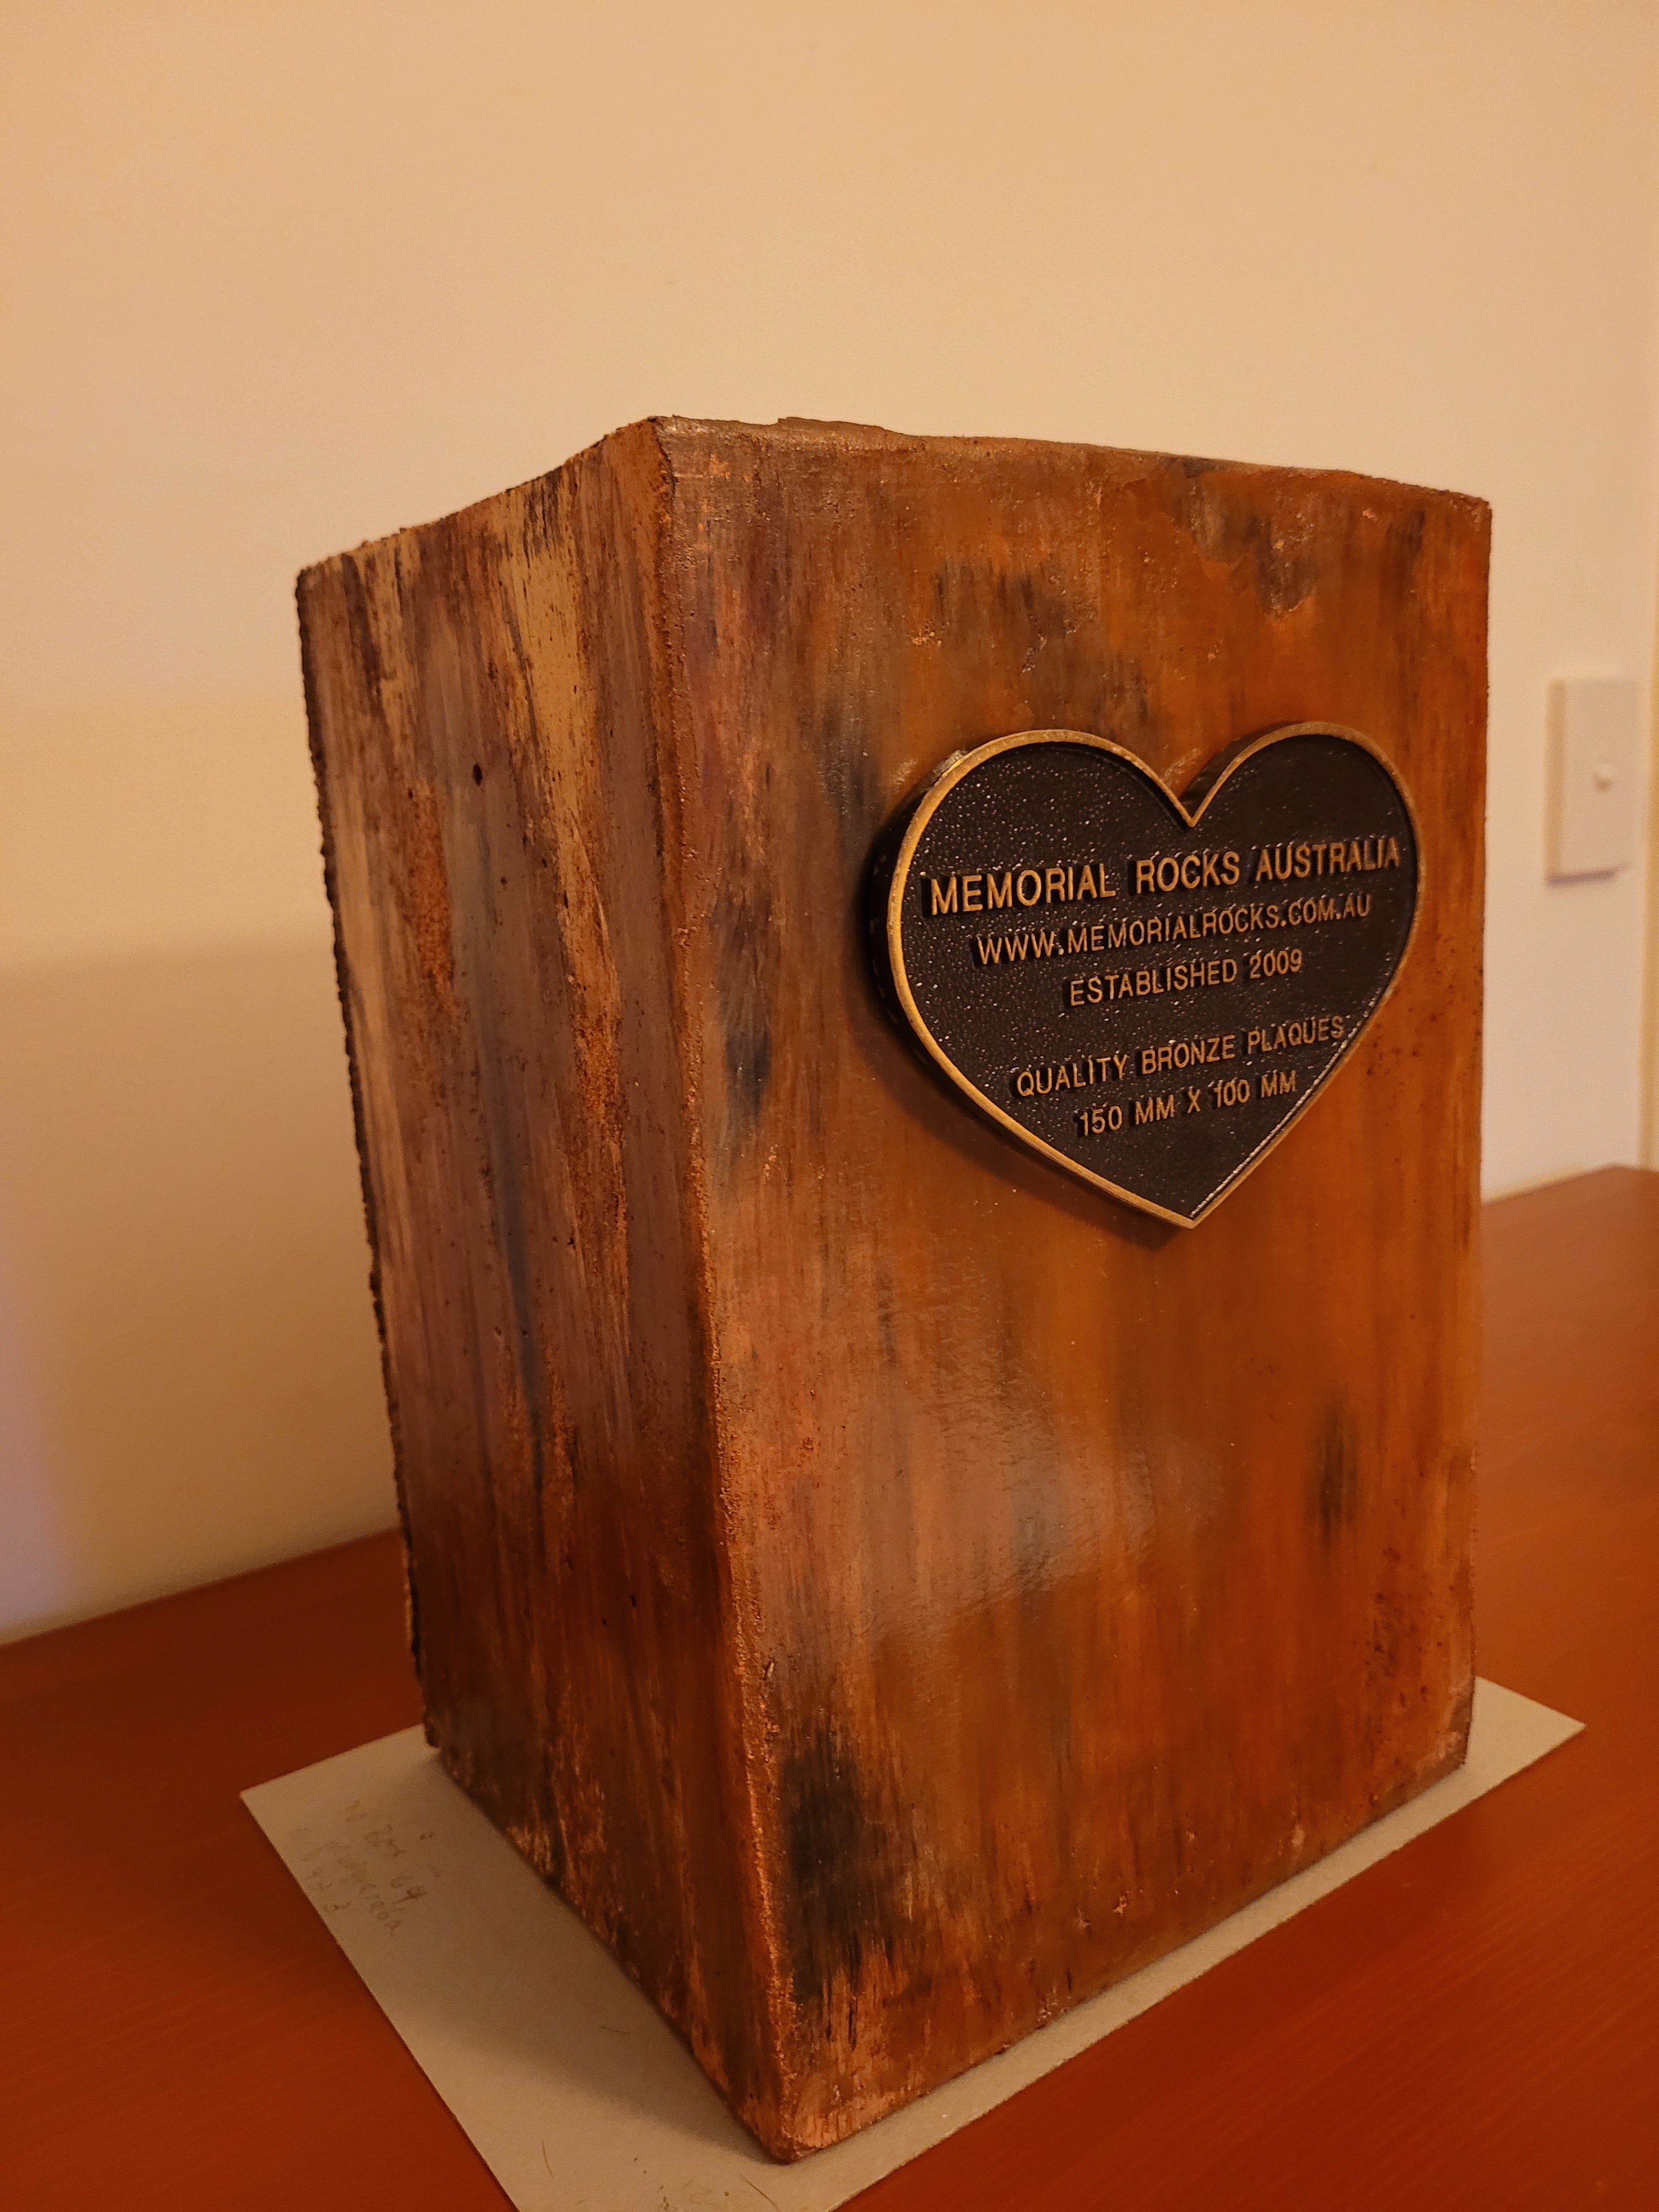 MEMORIAL ROCKS AUSTRALIA
WWW.MEMORIALROCKS.COM.AU
ESTABLISHED 2009
QUALITY BRONZE PLAQUES
150 MM X 100 MM